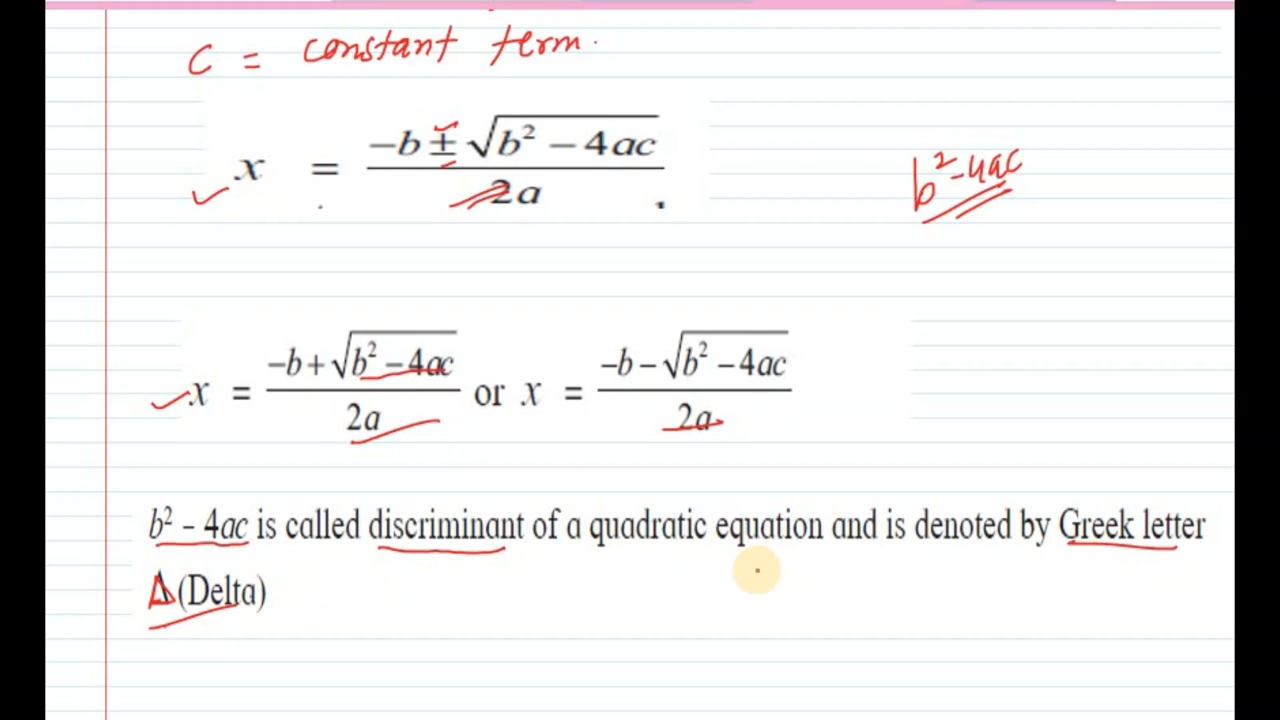 C = constant term.
x = −b ± √b² − 4ac / 2a .
b² - 4ac
x = −b + √b² − 4ac / 2a or x = −b − √b² − 4ac / 2a
b² − 4ac is called discriminant of a quadratic equation and is denoted by Greek letter
Δ (Delta)